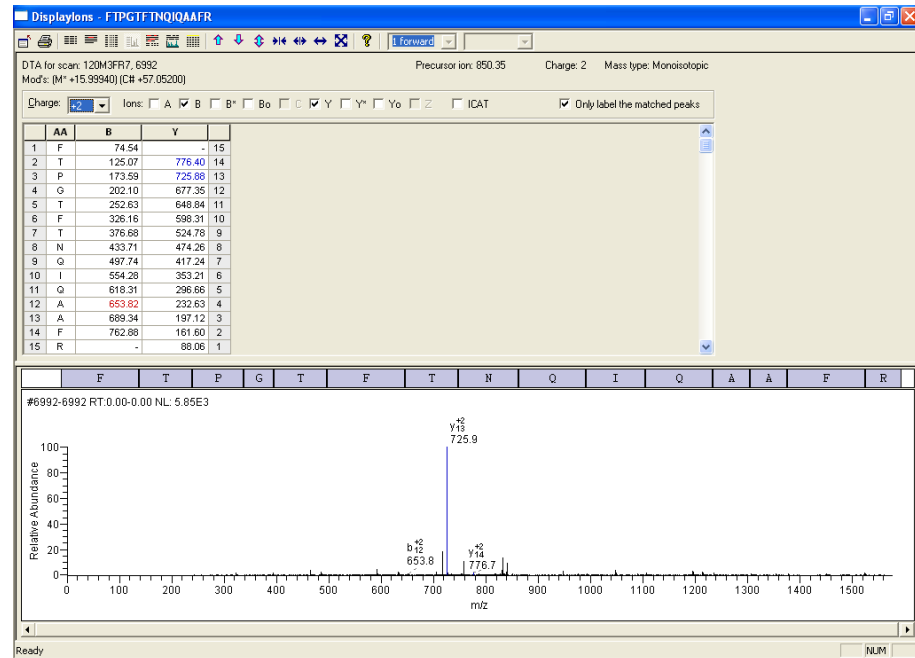 DisplayIons - FTPGTFTNQIQAAFR
1 forward
DTA for scan: 120M3FR7, 6992 Precursor ion: 850.35 Charge: 2 Mass type: Monoisotopic
Mod's: (M* +15.99940) (C# +57.05200)
Charge: +2 Ions: A B B* Bo C Y Y* Yo Z ICAT Only label the matched peaks
AA B Y
1 F 74.54 - 15
2 T 125.07 776.40 14
3 P 173.59 725.88 13
4 G 202.10 677.35 12
5 T 252.63 648.84 11
6 F 326.16 598.31 10
7 T 376.68 524.78 9
8 N 433.71 474.26 8
9 Q 497.74 417.24 7
10 I 554.28 353.21 6
11 Q 618.31 296.66 5
12 A 653.82 232.63 4
13 A 689.34 197.12 3
14 F 762.88 161.60 2
15 R - 88.06 1
F T P G T F T N Q I Q A A F R
#6992-6992 RT:0.00-0.00 NL: 5.85E3
y+2 13
725.9
b+2 12
653.8
y+2 14
776.7
Relative Abundance
100
80
60
40
20
0
0 100 200 300 400 500 600 700 800 900 1000 1100 1200 1300 1400 1500
m/z
Ready NUM